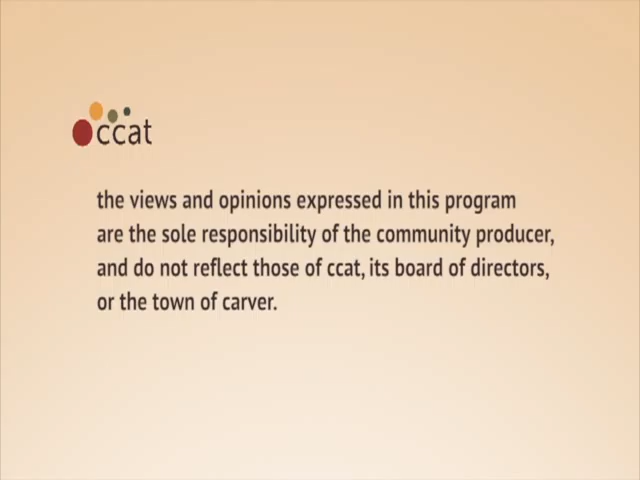 ccat
the views and opinions expressed in this program
are the sole responsibility of the community producer,
and do not reflect those of ccat, its board of directors,
or the town of carver.